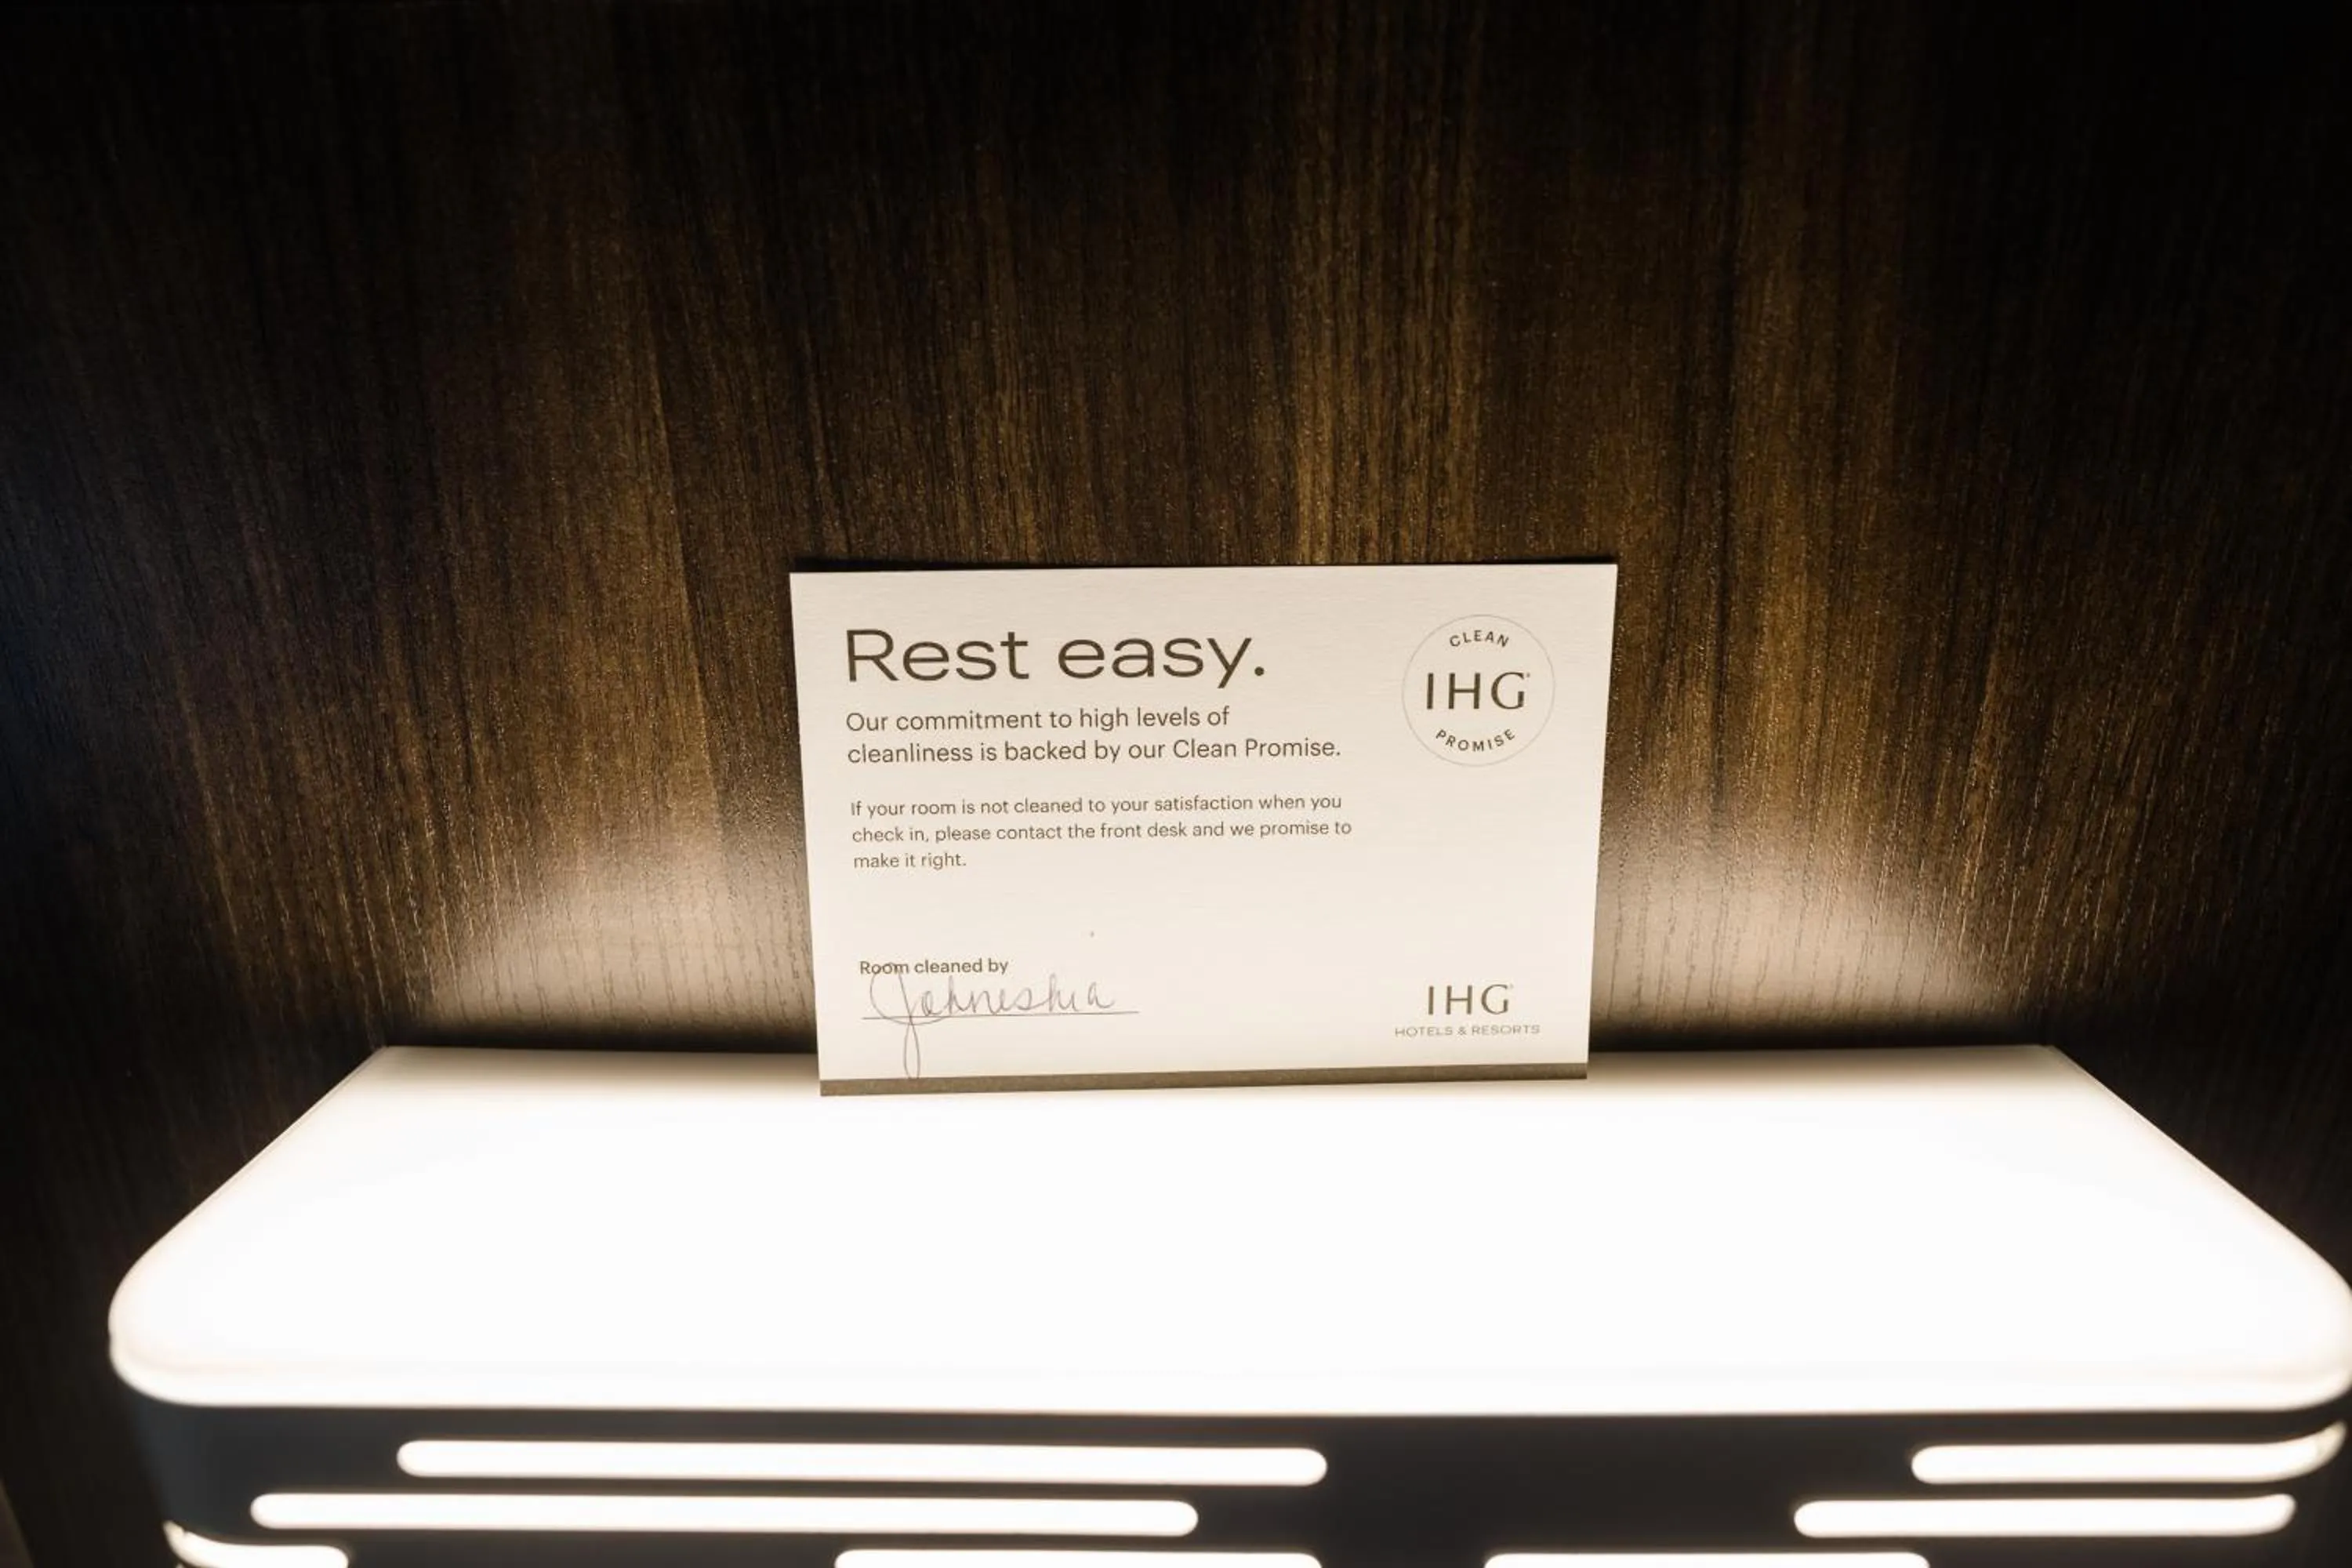 Rest easy.
Our commitment to high levels of
cleanliness is backed by our Clean Promise.
If your room is not cleaned to your satisfaction when you
check in, please contact the front desk and we promise to
make it right.
Room cleaned by
Johneshia
CLEAN
IHG®
PROMISE
IHG®
HOTELS & RESORTS